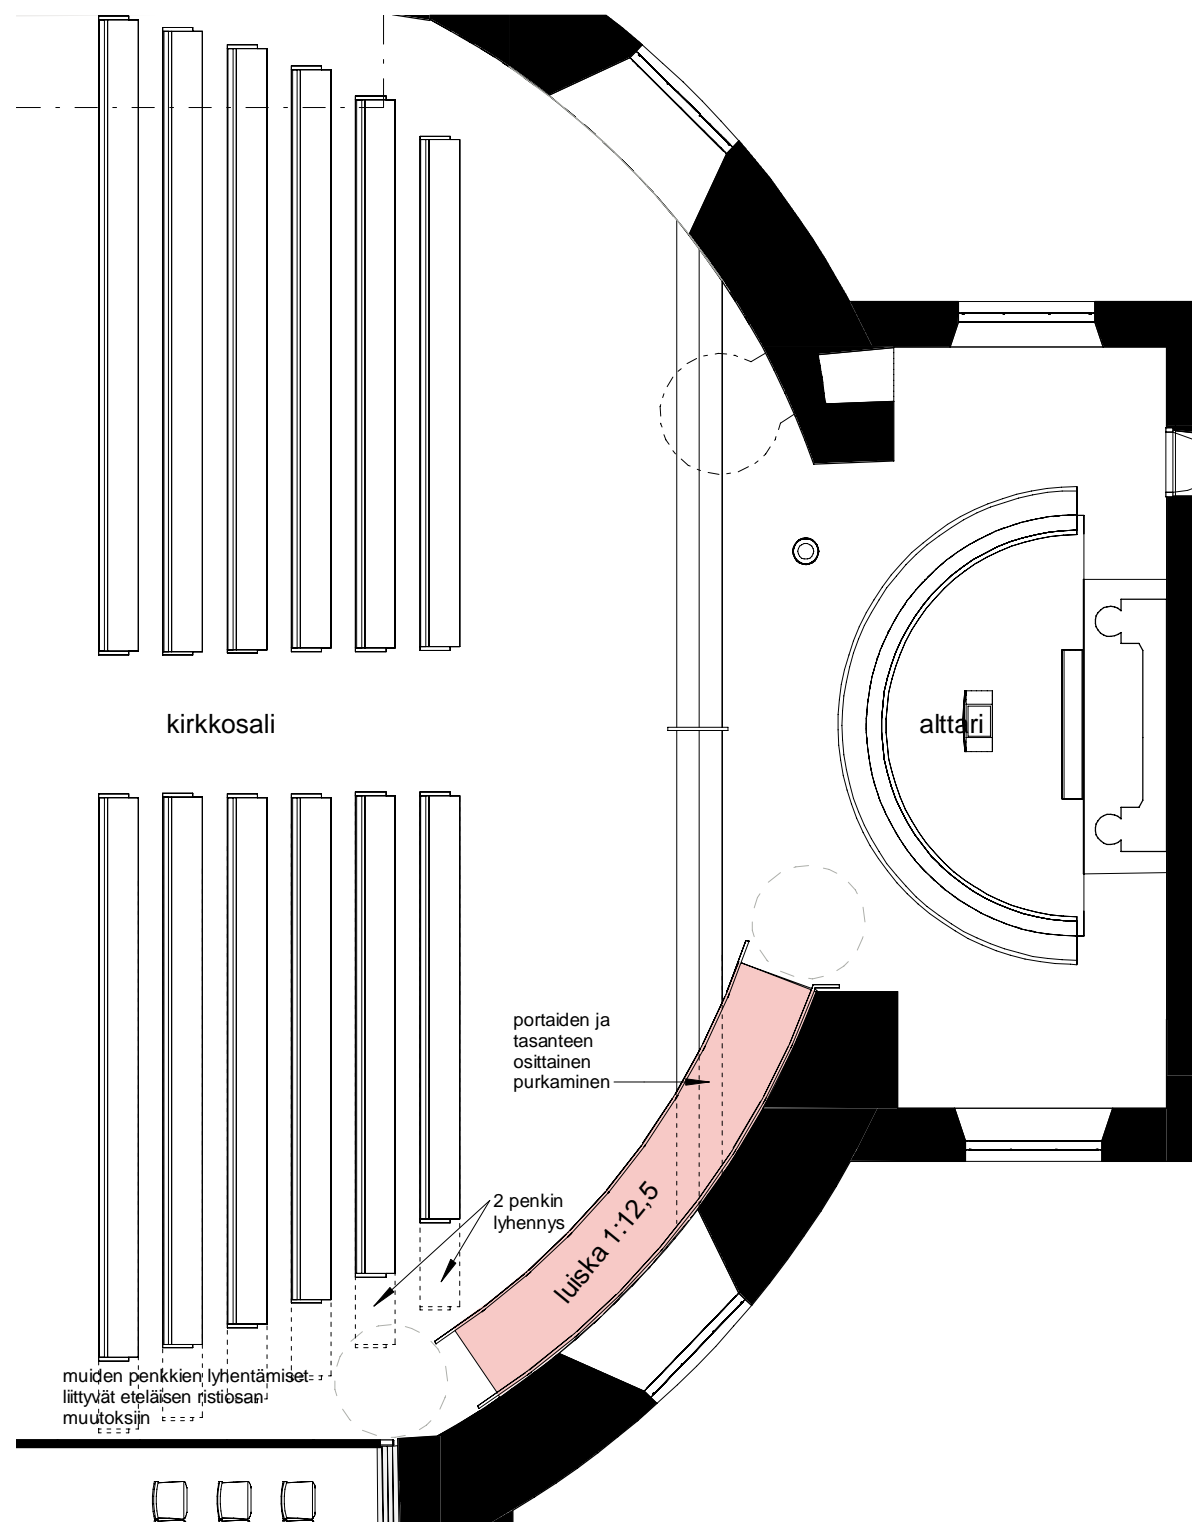 kirkkosali
alttari
portaiden ja
tasanteen
osittainen
purkaminen
2 penkin
lyhennys
luiska 1:12,5
muiden penkkien lyhentämiset
liittyvät eteläisen ristiosan
muutoksiin